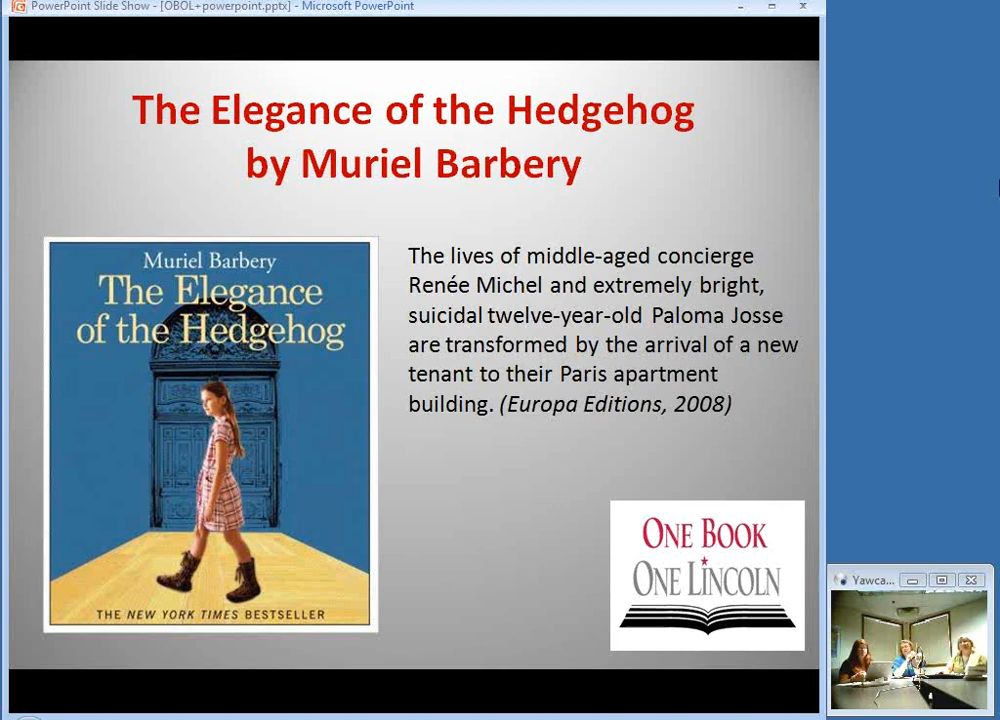 PowerPoint Slide Show - [OBOL+powerpoint.pptx] - Microsoft PowerPoint
The Elegance of the Hedgehog
by Muriel Barbery
Muriel Barbery
The Elegance
of the Hedgehog
THE NEW YORK TIMES BESTSELLER
The lives of middle-aged concierge
Renée Michel and extremely bright,
suicidal twelve-year-old Paloma Josse
are transformed by the arrival of a new
tenant to their Paris apartment
building. (Europa Editions, 2008)
ONE BOOK
ONE LINCOLN
Yawca...